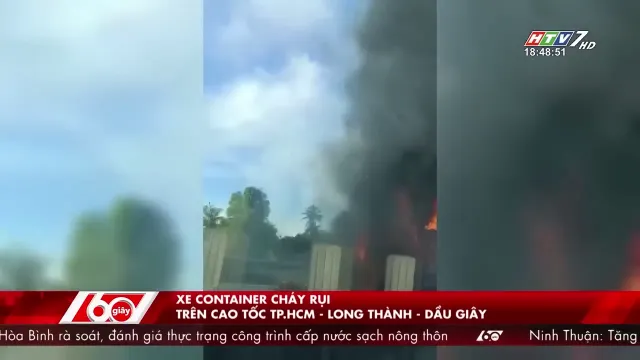 HTV7 HD
18:48:51
60 giây
XE CONTAINER CHÁY RỤI
TRÊN CAO TỐC TP.HCM - LONG THÀNH - DẦU GIÂY
Hòa Bình rà soát, đánh giá thực trạng công trình cấp nước sạch nông thôn 60 Ninh Thuận: Tăng